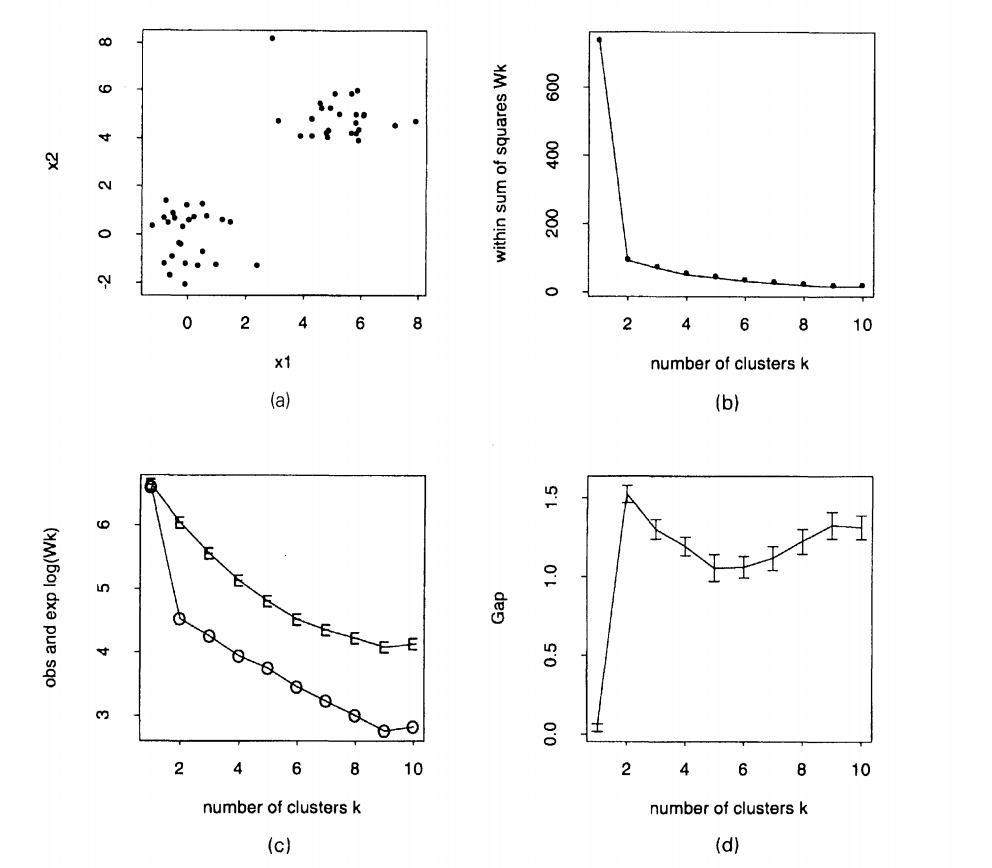 8
6
4
2
0
-2
x2
0 2 4 6 8
x1
(a)
600
400
200
0
within sum of squares Wk
2 4 6 8 10
number of clusters k
(b)
6
5
4
3
obs and exp log(Wk)
E
E
E
E
E
E
E
E
E
E
O
O
O
O
O
O
O
O
O
O
2 4 6 8 10
number of clusters k
(c)
1.5
1.0
0.5
0.0
Gap
2 4 6 8 10
number of clusters k
(d)